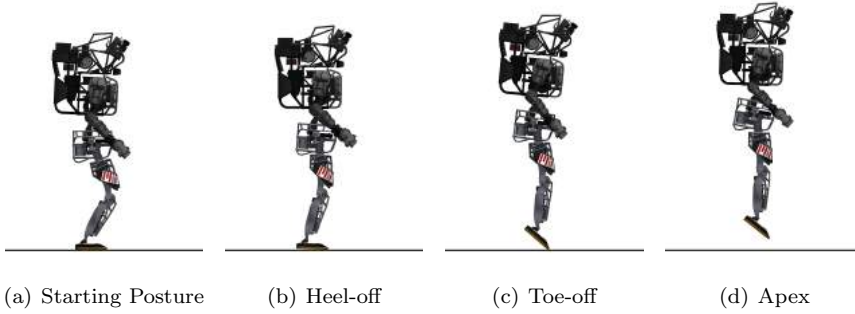 (a) Starting Posture
(b) Heel-off
(c) Toe-off
(d) Apex